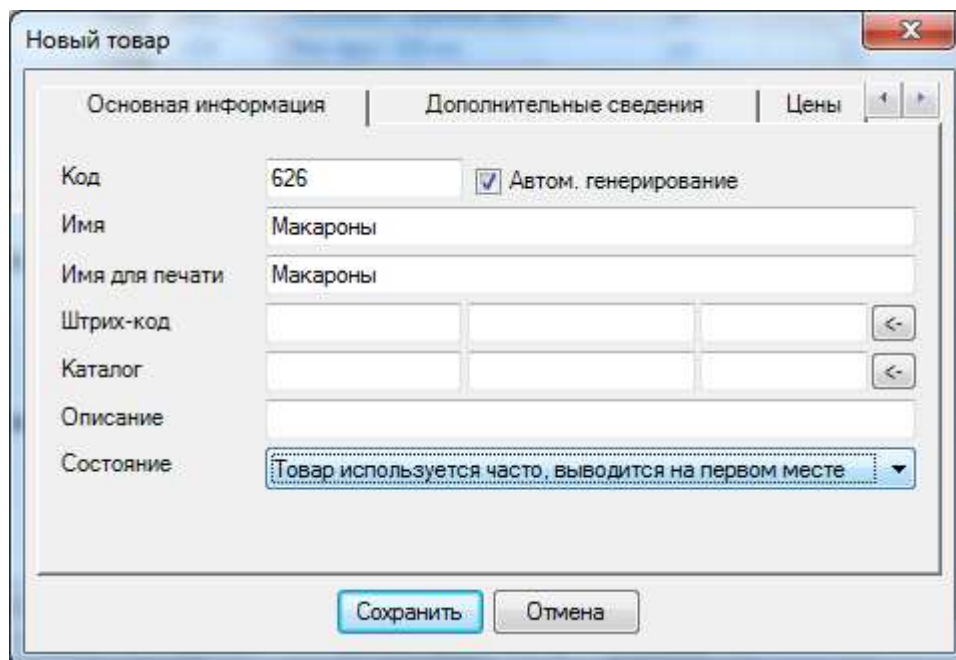 Новый товар
Основная информация Дополнительные сведения Цены
Код 626 Автом. генерирование
Имя Макароны
Имя для печати Макароны
Штрих-код <-
Каталог <-
Описание
Состояние Товар используется часто, выводится на первом месте
Сохранить Отмена